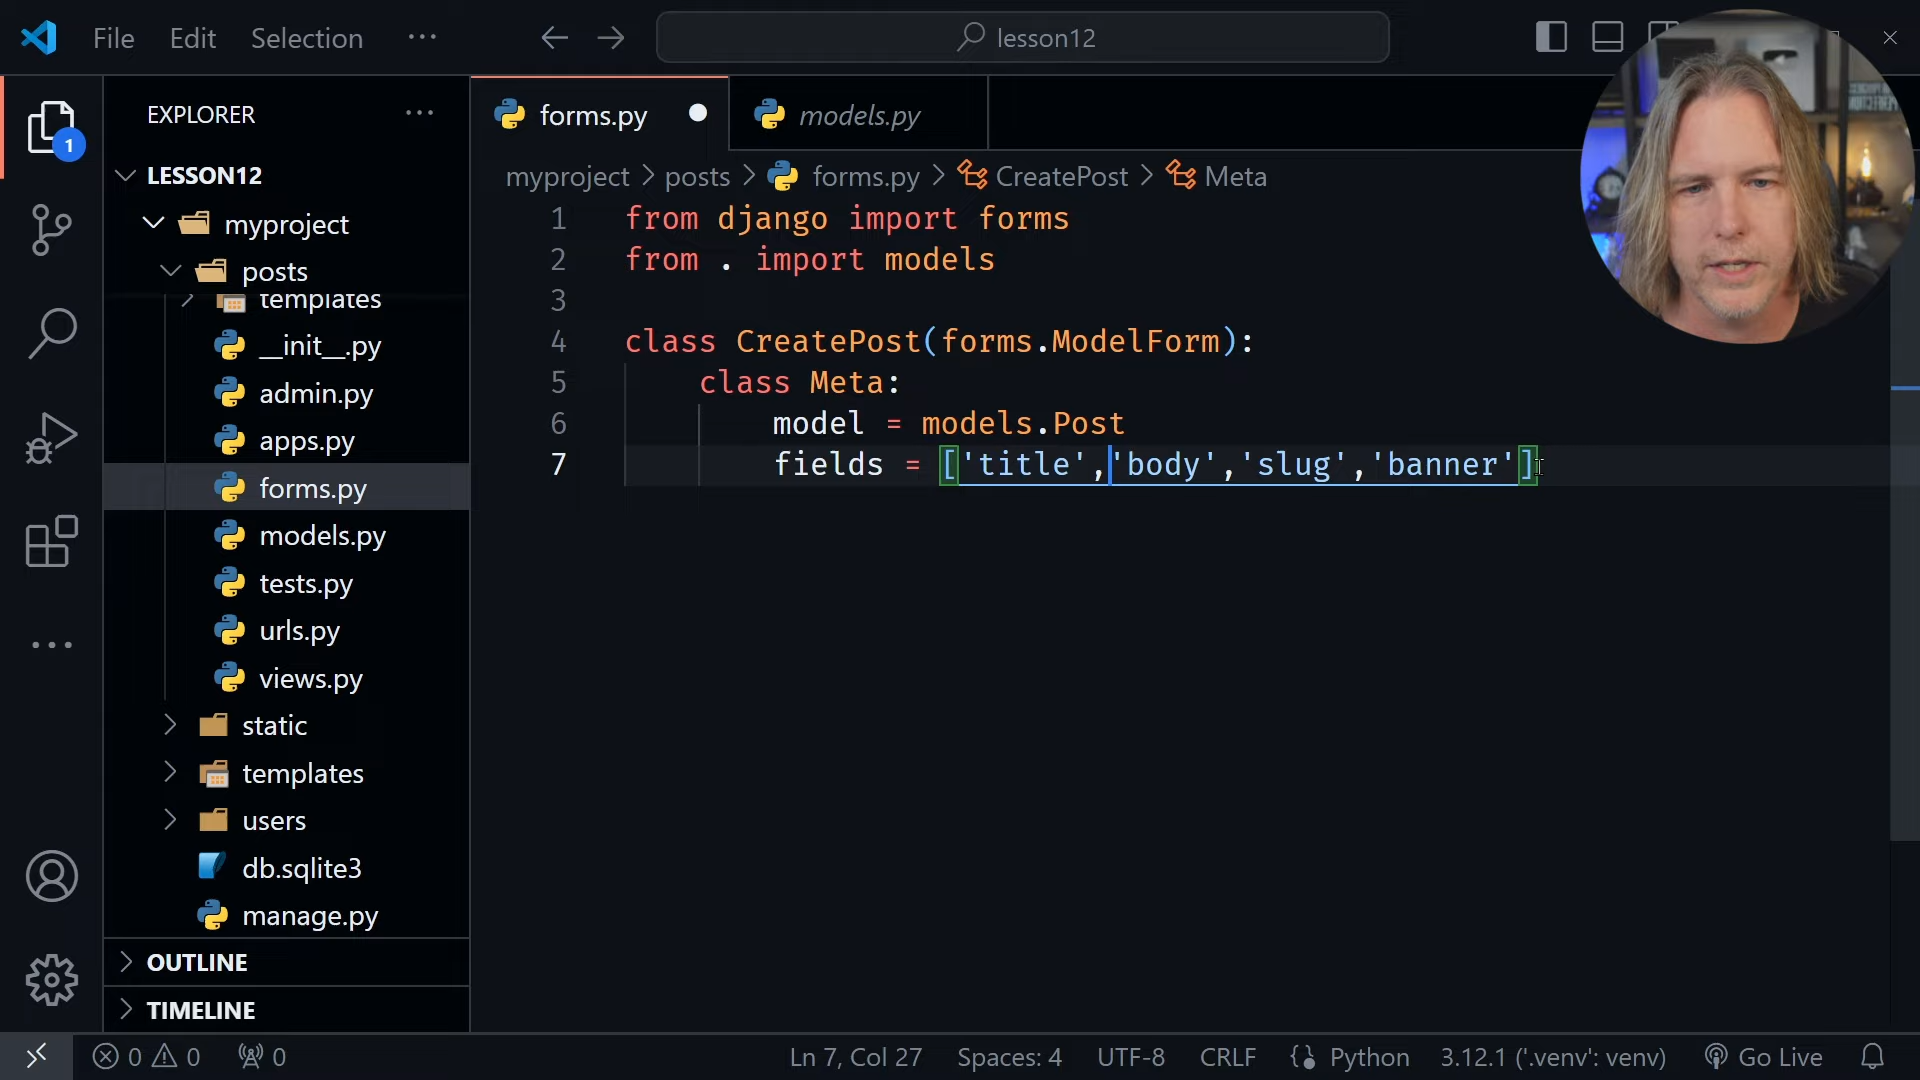 File Edit Selection ···
lesson12
EXPLORER ···
LESSON12
myproject
posts
templates
__init__.py
admin.py
apps.py
forms.py
models.py
tests.py
urls.py
views.py
static
templates
users
db.sqlite3
manage.py
OUTLINE
TIMELINE
1
forms.py
models.py
myproject > posts > forms.py > CreatePost > Meta
1 from django import forms
2 from . import models
3
4 class CreatePost(forms.ModelForm):
5     class Meta:
6         model = models.Post
7         fields = ['title','body','slug','banner']
0 0 0
Ln 7, Col 27 Spaces: 4 UTF-8 CRLF Python 3.12.1 ('.venv': venv) Go Live